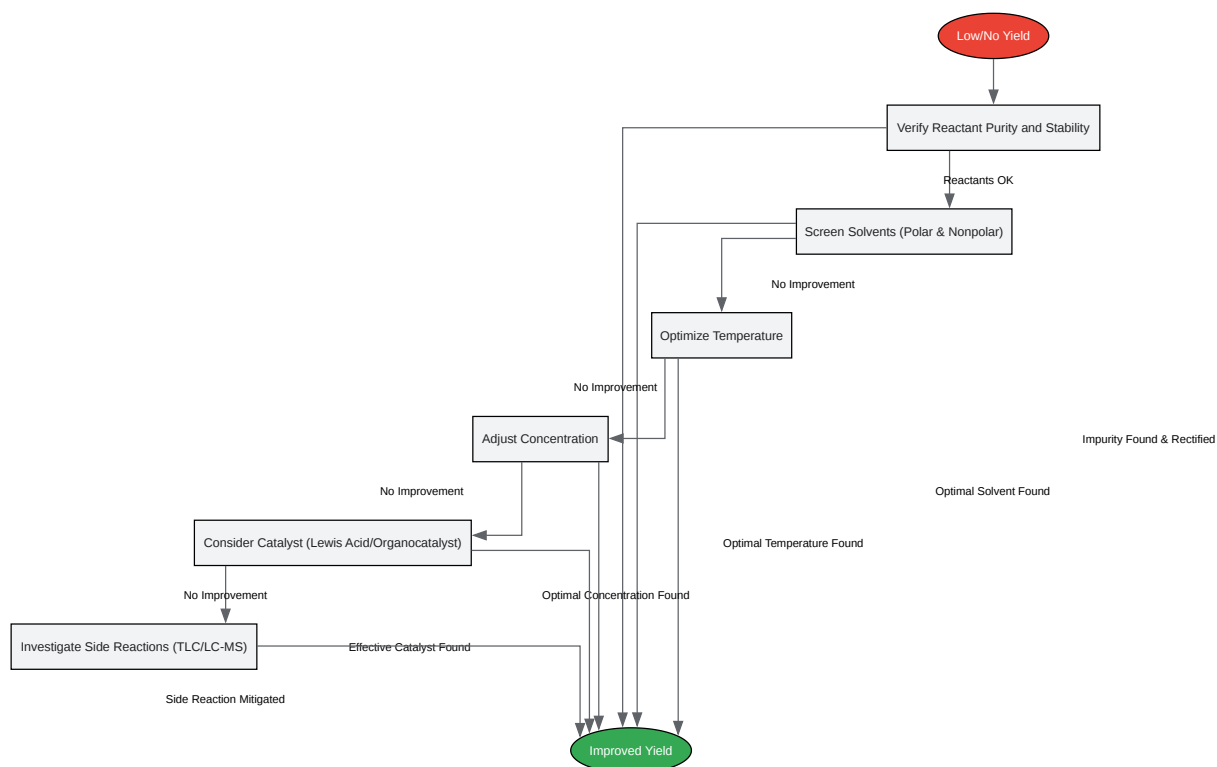 Low/No Yield
Verify Reactant Purity and Stability
Reactants OK
Screen Solvents (Polar & Nonpolar)
No Improvement
Optimize Temperature
No Improvement
Adjust Concentration
Impurity Found & Rectified
No Improvement
Optimal Solvent Found
Consider Catalyst (Lewis Acid/Organocatalyst)
Optimal Temperature Found
No Improvement
Optimal Concentration Found
Investigate Side Reactions (TLC/LC-MS)
Effective Catalyst Found
Side Reaction Mitigated
Improved Yield